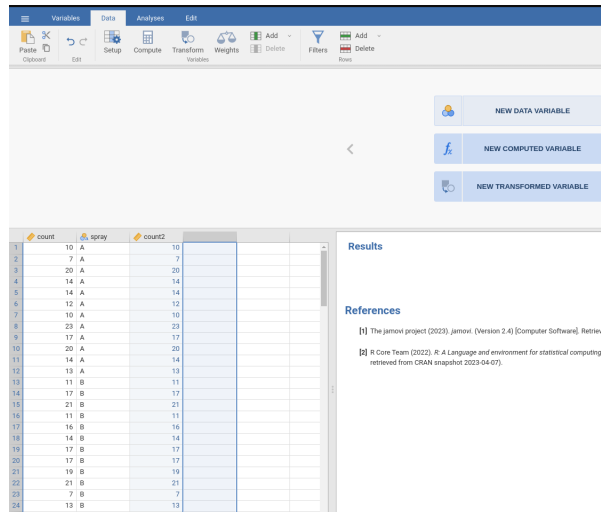 Variables Data Analyses Edit
Paste Setup Compute Transform Weights Add Delete Filters Add Delete
Clipboard Edit Variables Rows
NEW DATA VARIABLE
fx NEW COMPUTED VARIABLE
NEW TRANSFORMED VARIABLE
count spray count2
1 10 A 10
2 7 A 7
3 20 A 20
4 14 A 14
5 14 A 14
6 12 A 12
7 10 A 10
8 23 A 23
9 17 A 17
10 20 A 20
11 14 A 14
12 13 A 13
13 11 B 11
14 17 B 17
15 21 B 21
16 11 B 11
17 16 B 16
18 14 B 14
19 17 B 17
20 17 B 17
21 19 B 19
22 21 B 21
23 7 B 7
24 13 B 13
Results
References
[1] The jamovi project (2023). jamovi. (Version 2.4) [Computer Software]. Retriev
[2] R Core Team (2022). R: A Language and environment for statistical computing
retrieved from CRAN snapshot 2023-04-07).